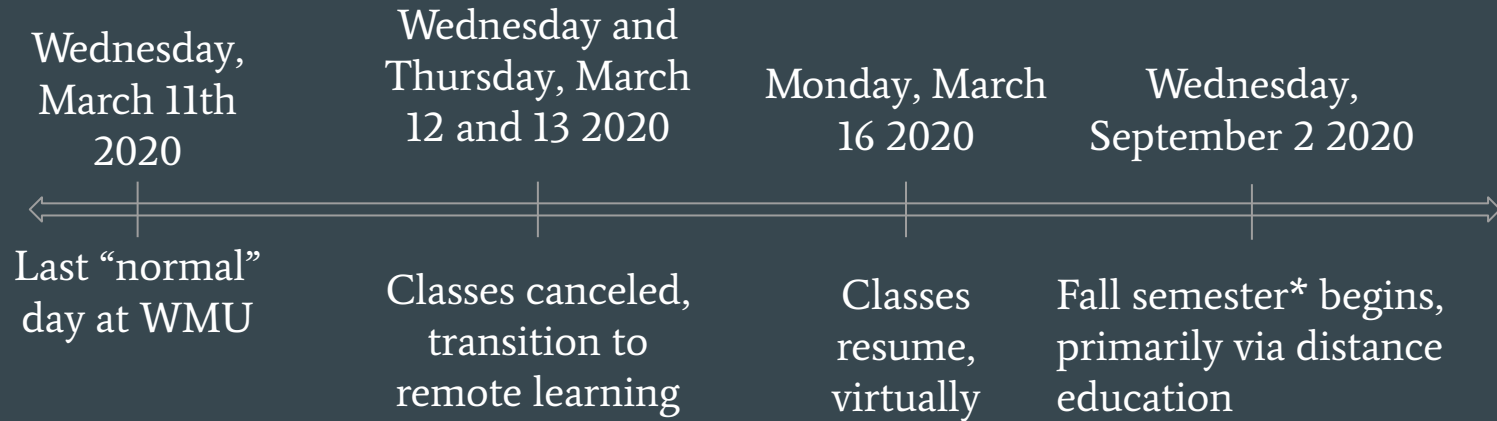 Wednesday,
March 11th
2020
Wednesday and
Thursday, March
12 and 13 2020
Monday, March
16 2020
Wednesday,
September 2 2020
Last “normal”
day at WMU
Classes canceled,
transition to
remote learning
Classes
resume,
virtually
Fall semester* begins,
primarily via distance
education